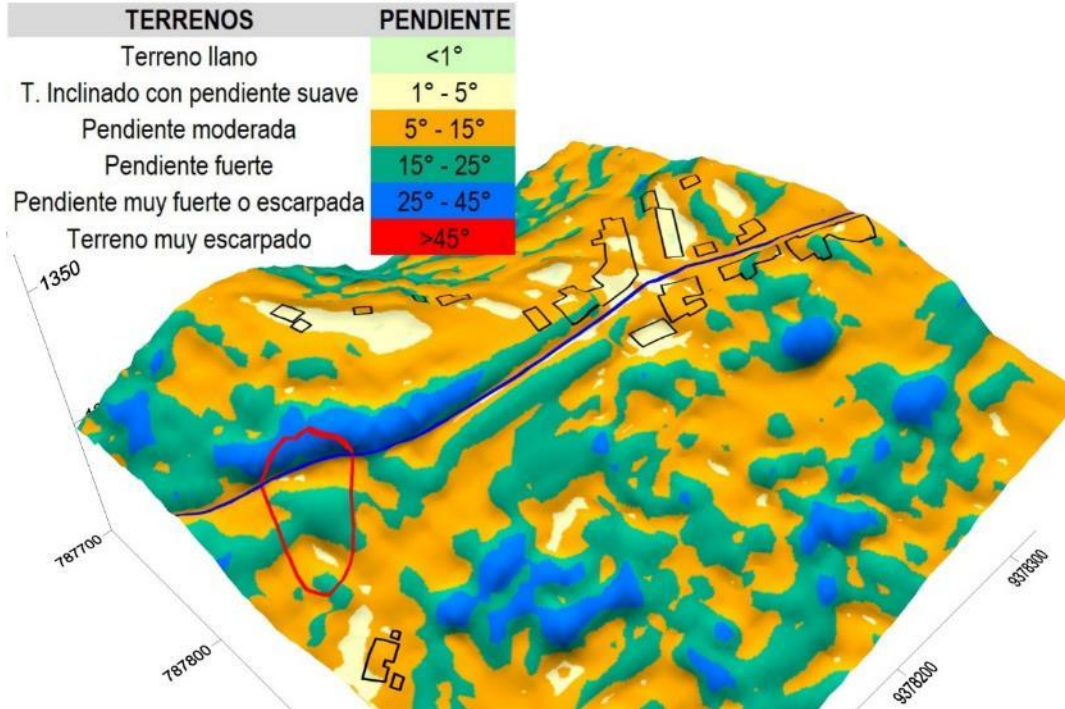 TERRENOS PENDIENTE
Terreno llano <1°
T. Inclinado con pendiente suave 1° - 5°
Pendiente moderada 5° - 15°
Pendiente fuerte 15° - 25°
Pendiente muy fuerte o escarpada 25° - 45°
Terreno muy escarpado >45°
1350
787700
787800
9378300
9378200